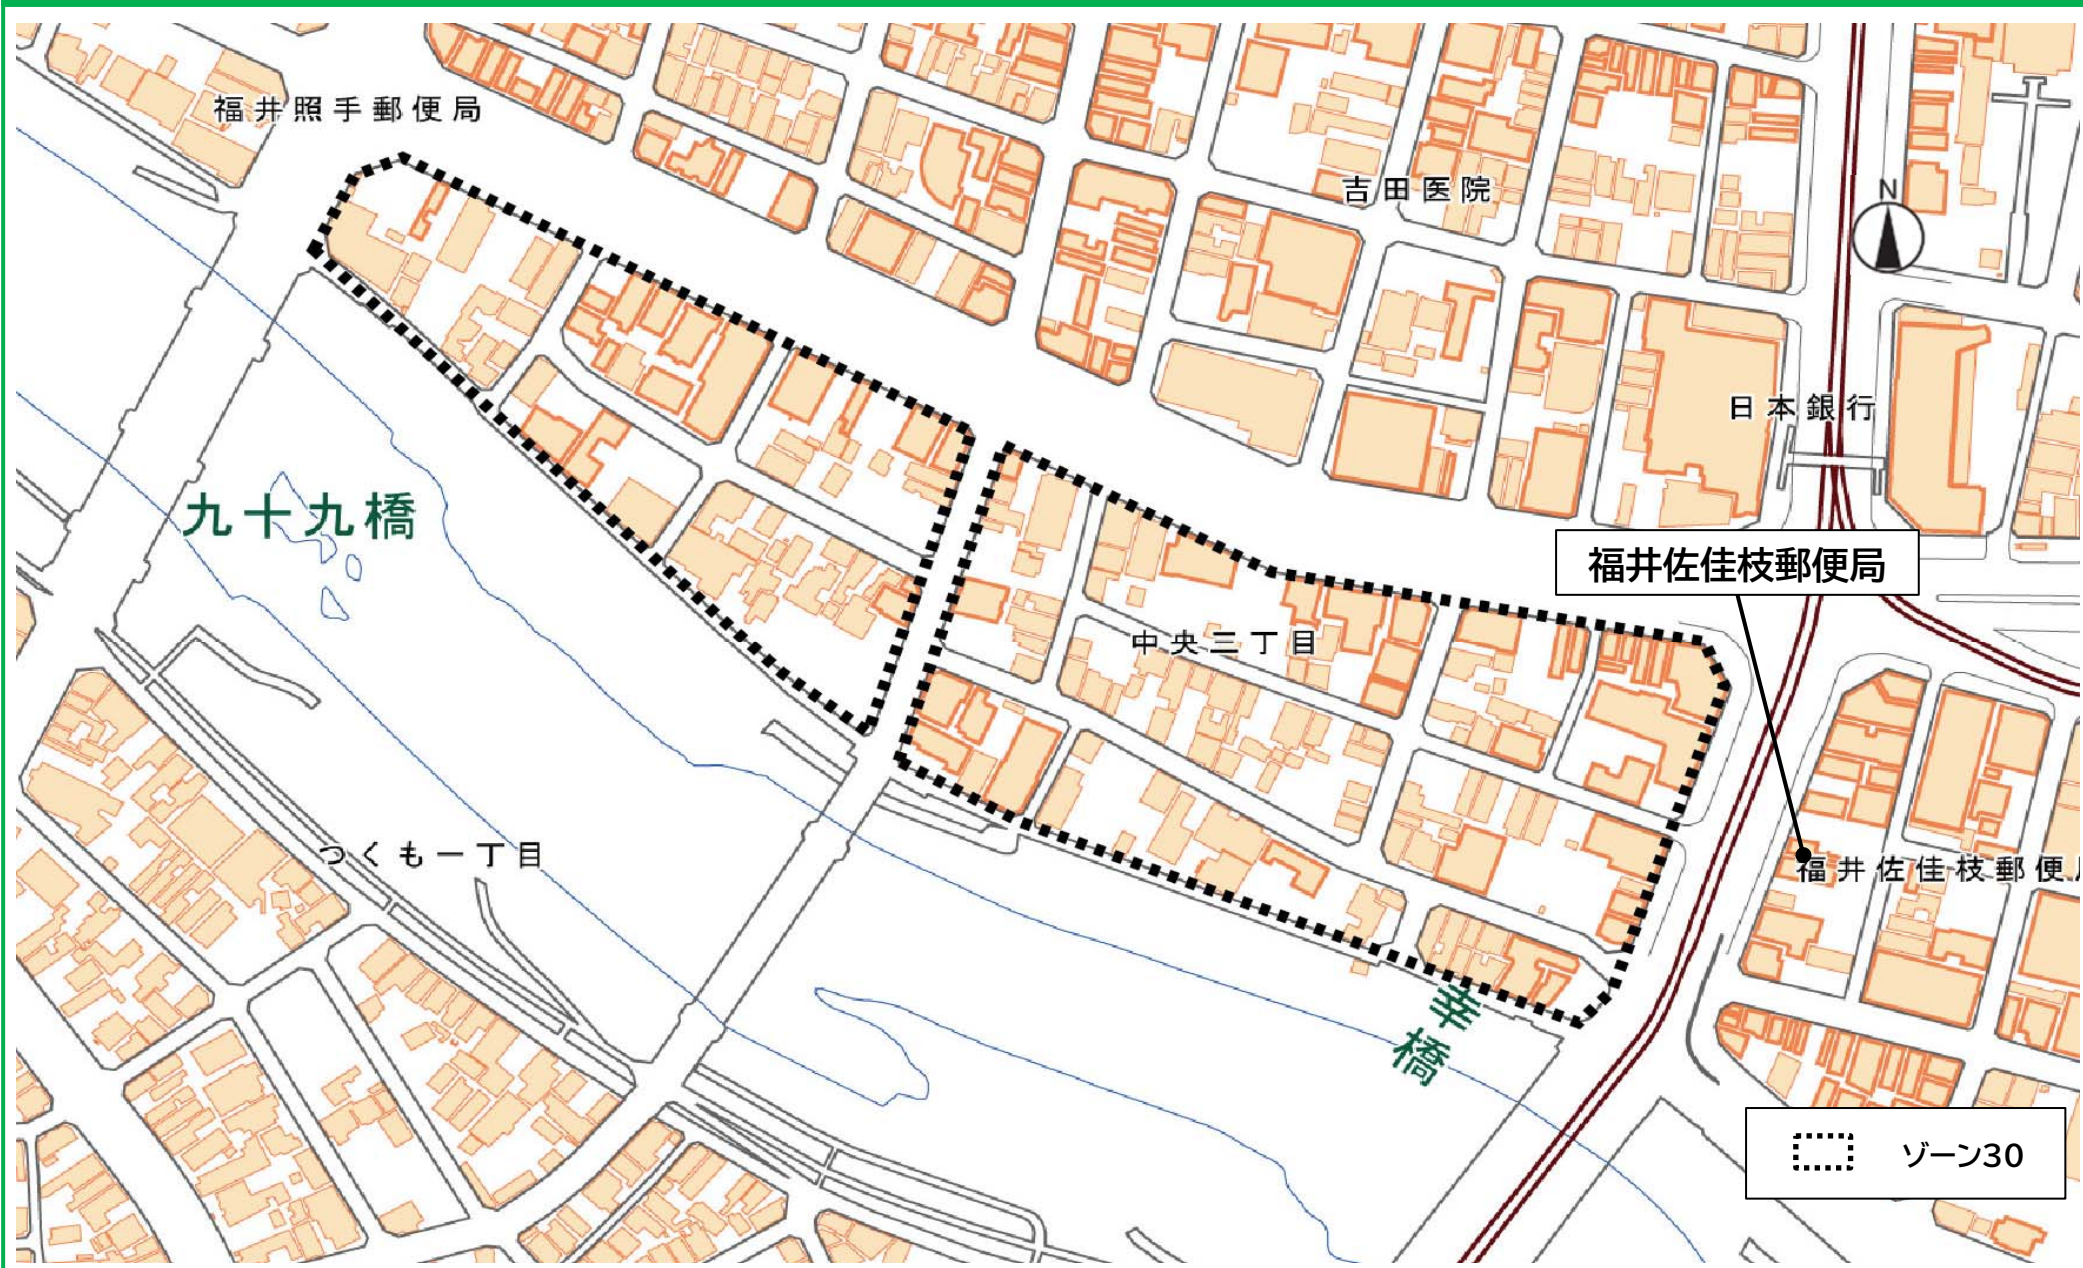 福井照手郵便局
吉田医院
N
日本銀行
九十九橋
福井佐佳枝郵便局
中央三丁目
つくも一丁目
福井佐佳枝郵便
幸橋
ゾーン30